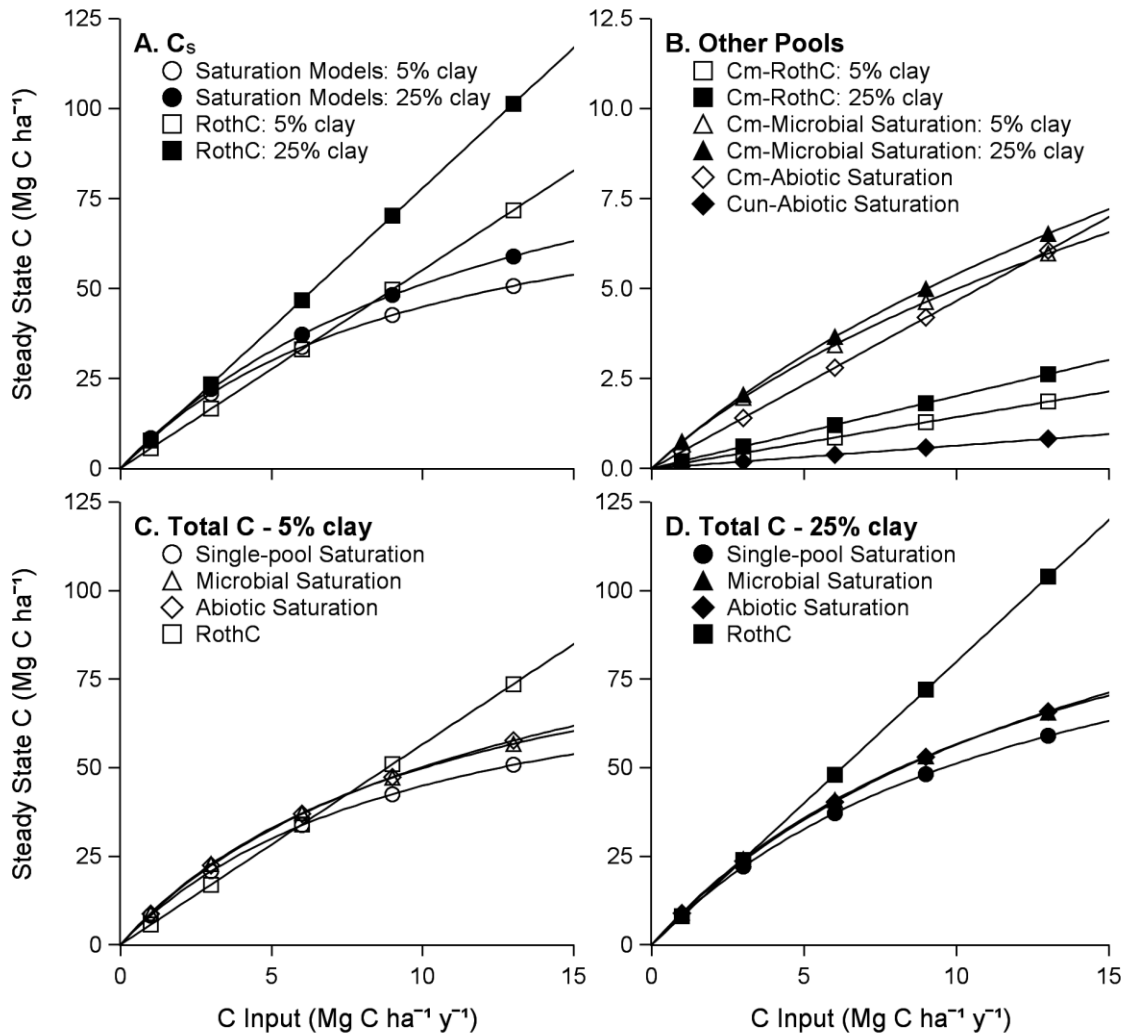 A. Cₛ
Saturation Models: 5% clay
Saturation Models: 25% clay
RothC: 5% clay
RothC: 25% clay
125
100
75
50
25
0
Steady State C (Mg C ha⁻¹)
B. Other Pools
Cm-RothC: 5% clay
Cm-RothC: 25% clay
Cm-Microbial Saturation: 5% clay
Cm-Microbial Saturation: 25% clay
Cm-Abiotic Saturation
Cun-Abiotic Saturation
12.5
10.0
7.5
5.0
2.5
0.0
C. Total C - 5% clay
Single-pool Saturation
Microbial Saturation
Abiotic Saturation
RothC
125
100
75
50
25
0
Steady State C (Mg C ha⁻¹)
0 5 10 15
C Input (Mg C ha⁻¹ y⁻¹)
D. Total C - 25% clay
Single-pool Saturation
Microbial Saturation
Abiotic Saturation
RothC
125
100
75
50
25
0
0 5 10 15
C Input (Mg C ha⁻¹ y⁻¹)